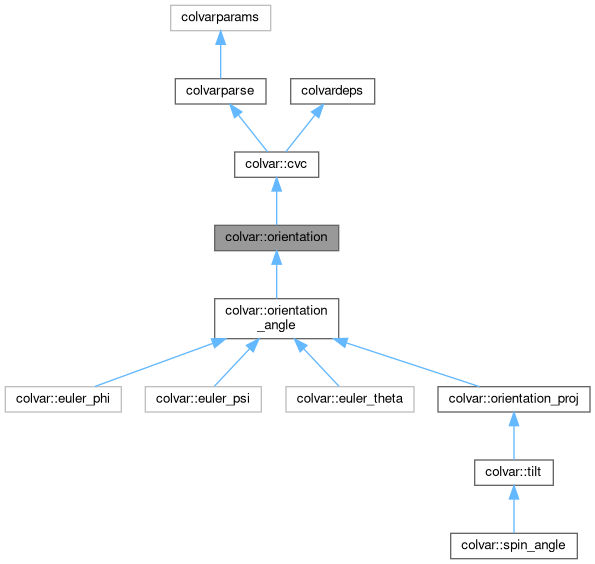 colvarparams
colvarparse
colvardeps
colvar::cvc
colvar::orientation
colvar::orientation
_angle
colvar::euler_phi
colvar::euler_psi
colvar::euler_theta
colvar::orientation_proj
colvar::tilt
colvar::spin_angle